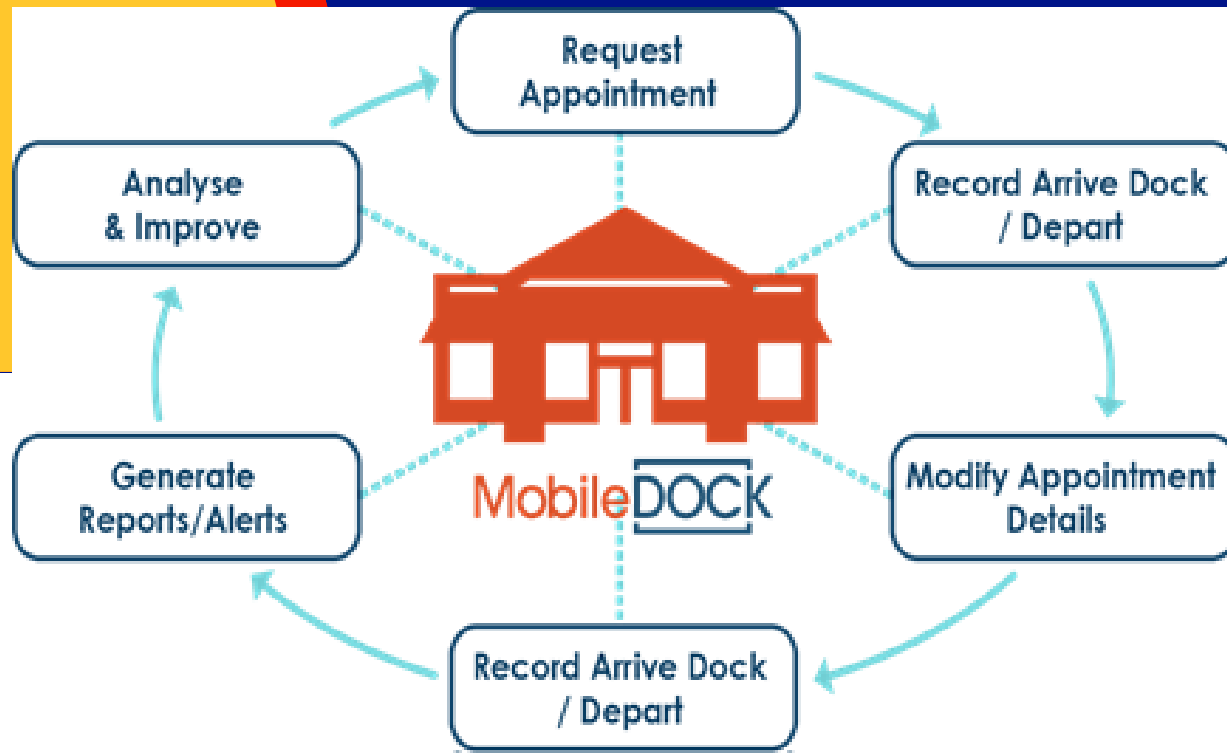 Request
Appointment
Analyse
& Improve
Record Arrive Dock
/ Depart
Generate
Reports/Alerts
MobileDOCK
Modify Appointment
Details
Record Arrive Dock
/ Depart